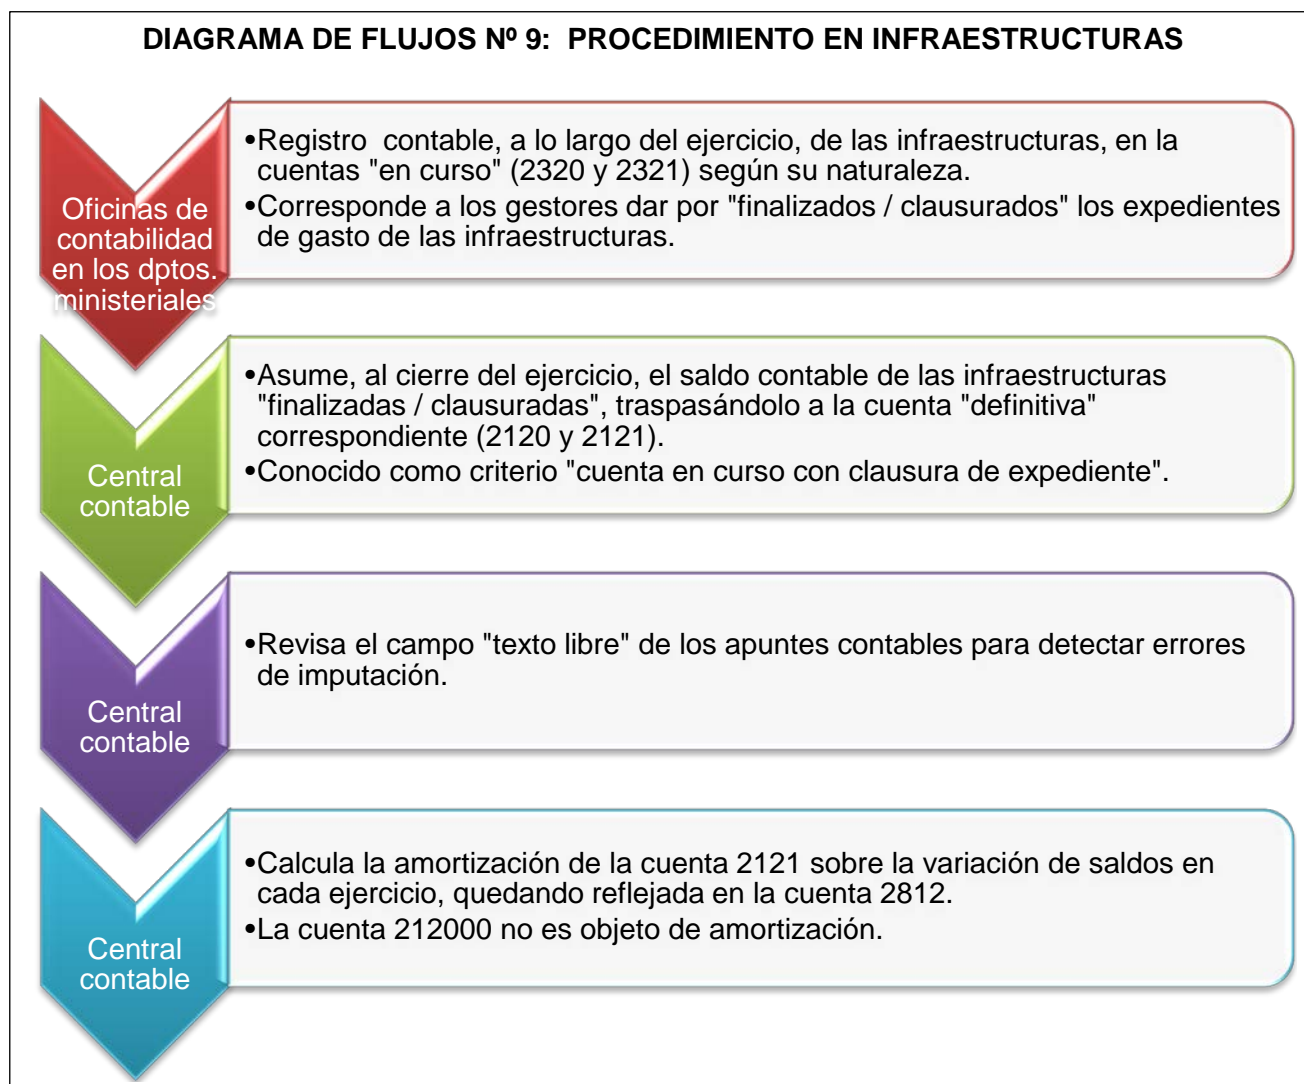 DIAGRAMA DE FLUJOS Nº 9:  PROCEDIMIENTO EN INFRAESTRUCTURAS
Oficinas de
contabilidad
en los dptos.
ministeriales
•Registro  contable, a lo largo del ejercicio, de las infraestructuras, en la
cuentas "en curso" (2320 y 2321) según su naturaleza.
•Corresponde a los gestores dar por "finalizados / clausurados" los expedientes
de gasto de las infraestructuras.
Central
contable
•Asume, al cierre del ejercicio, el saldo contable de las infraestructuras
"finalizadas / clausuradas", traspasándolo a la cuenta "definitiva"
correspondiente (2120 y 2121).
•Conocido como criterio "cuenta en curso con clausura de expediente".
Central
contable
•Revisa el campo "texto libre" de los apuntes contables para detectar errores
de imputación.
Central
contable
•Calcula la amortización de la cuenta 2121 sobre la variación de saldos en
cada ejercicio, quedando reflejada en la cuenta 2812.
•La cuenta 212000 no es objeto de amortización.